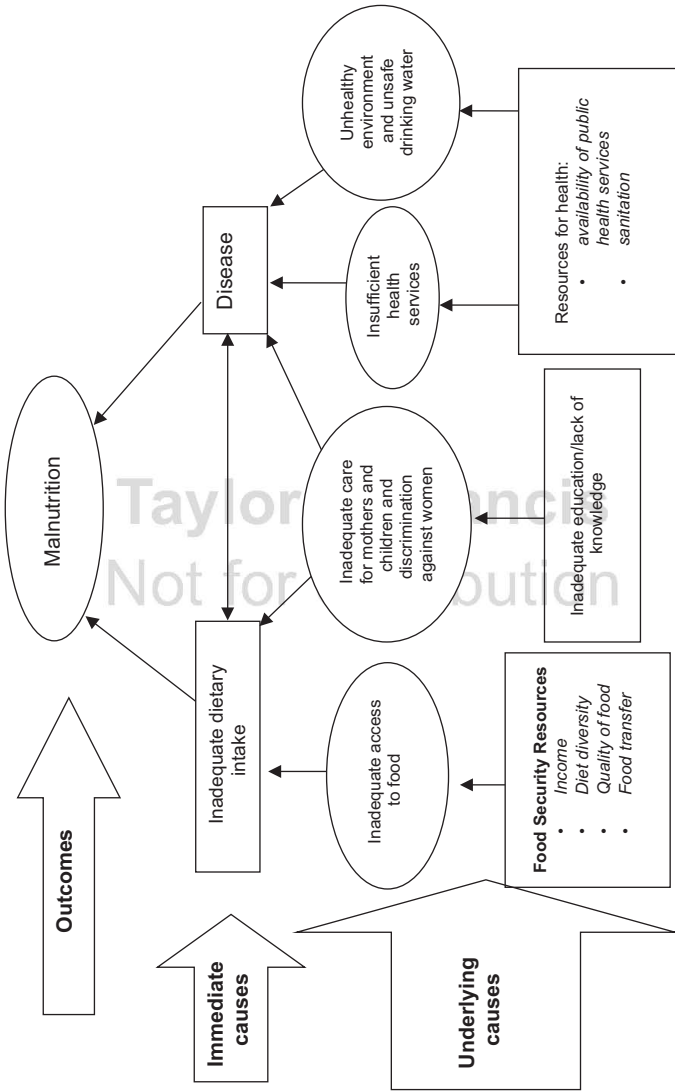 Outcomes
Malnutrition
Immediate
causes
Inadequate dietary
intake
Disease
Underlying
causes
Inadequate access
to food
Inadequate care
for mothers and
children and
discrimination
against women
Insufficient
health
services
Unhealthy
environment
and unsafe
drinking water
Food Security Resources
• Income
• Diet diversity
• Quality of food
• Food transfer
Inadequate education/lack of
knowledge
Resources for health:
• availability of public
health services
• sanitation
Taylor ncis
Not for bution